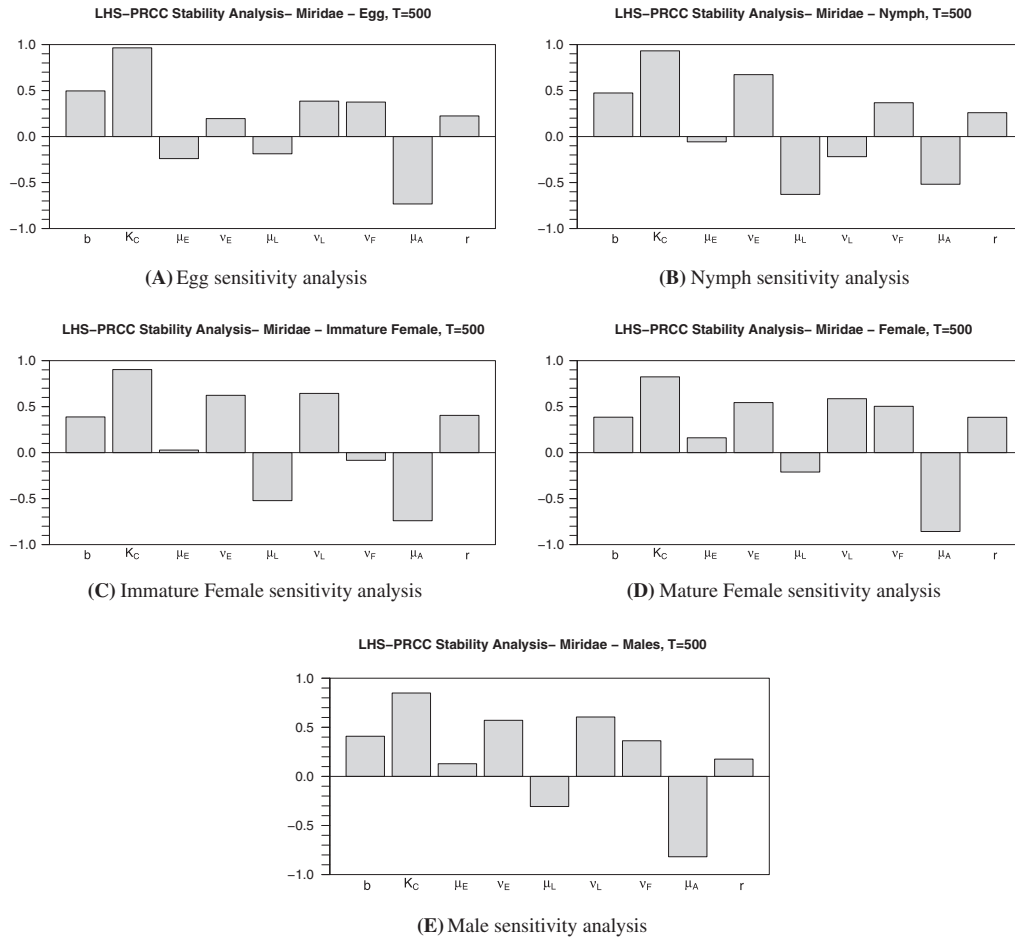 LHS−PRCC Stability Analysis− Miridae − Egg, T=500
1.0
0.5
0.0
−0.5
−1.0
b K_C μ_E ν_E μ_L ν_L ν_F μ_A r
(A) Egg sensitivity analysis
LHS−PRCC Stability Analysis− Miridae − Nymph, T=500
1.0
0.5
0.0
−0.5
−1.0
b K_C μ_E ν_E μ_L ν_L ν_F μ_A r
(B) Nymph sensitivity analysis
LHS−PRCC Stability Analysis− Miridae − Immature Female, T=500
1.0
0.5
0.0
−0.5
−1.0
b K_C μ_E ν_E μ_L ν_L ν_F μ_A r
(C) Immature Female sensitivity analysis
LHS−PRCC Stability Analysis− Miridae − Female, T=500
1.0
0.5
0.0
−0.5
−1.0
b K_C μ_E ν_E μ_L ν_L ν_F μ_A r
(D) Mature Female sensitivity analysis
LHS−PRCC Stability Analysis− Miridae − Males, T=500
1.0
0.5
0.0
−0.5
−1.0
b K_C μ_E ν_E μ_L ν_L ν_F μ_A r
(E) Male sensitivity analysis